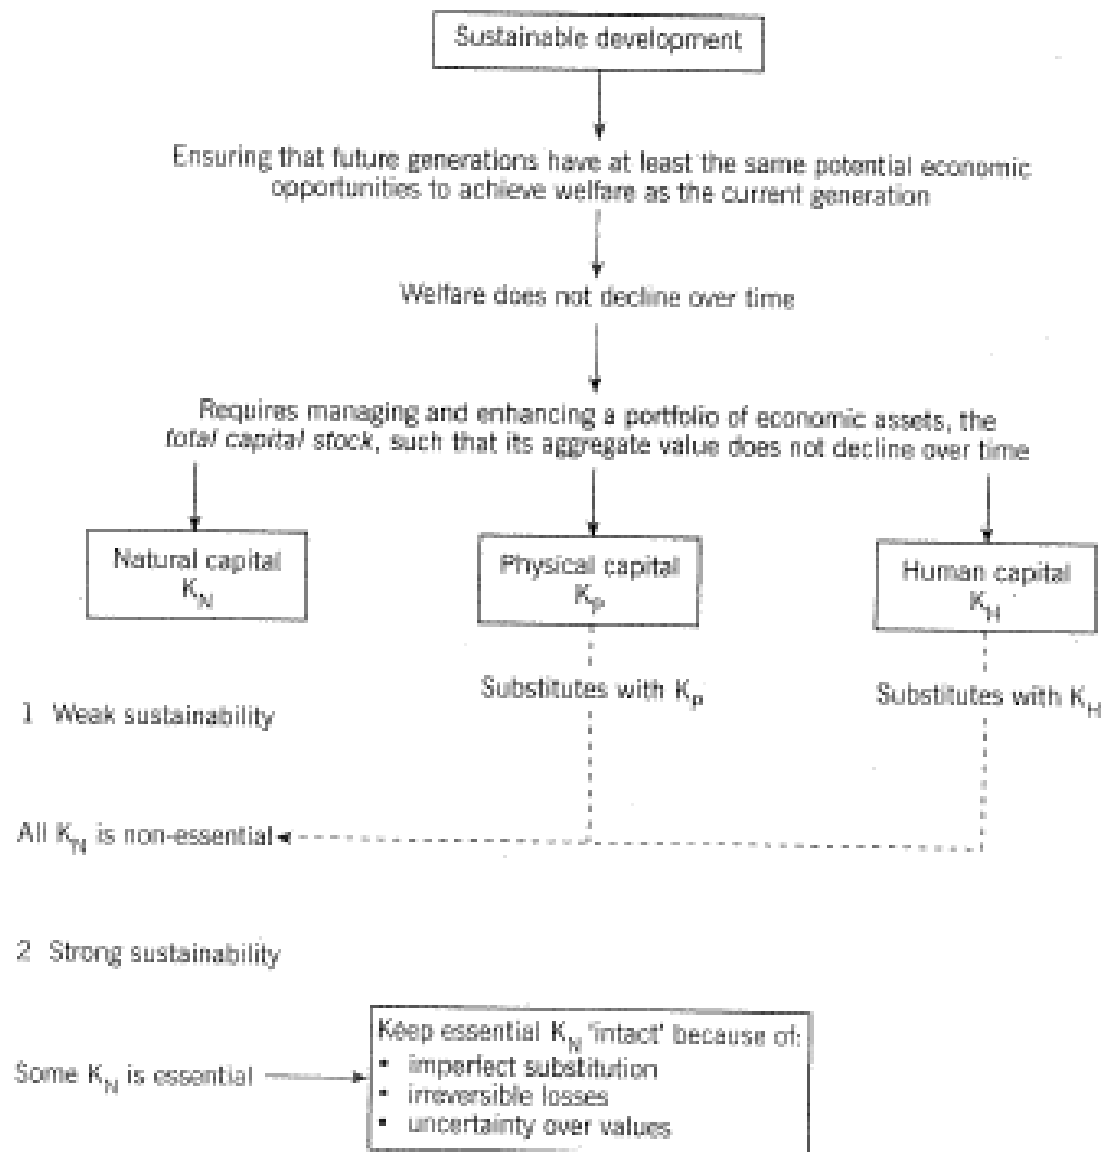 Sustainable development
Ensuring that future generations have at least the same potential economic
opportunities to achieve welfare as the current generation
Welfare does not decline over time
Requires managing and enhancing a portfolio of economic assets, the
total capital stock, such that its aggregate value does not decline over time
Natural capital
K_N
Physical capital
K_P
Human capital
K_H
Substitutes with K_P
Substitutes with K_H
1 Weak sustainability
All K_N is non-essential
2 Strong sustainability
Some K_N is essential
Keep essential K_N 'intact' because of:
• imperfect substitution
• irreversible losses
• uncertainty over values